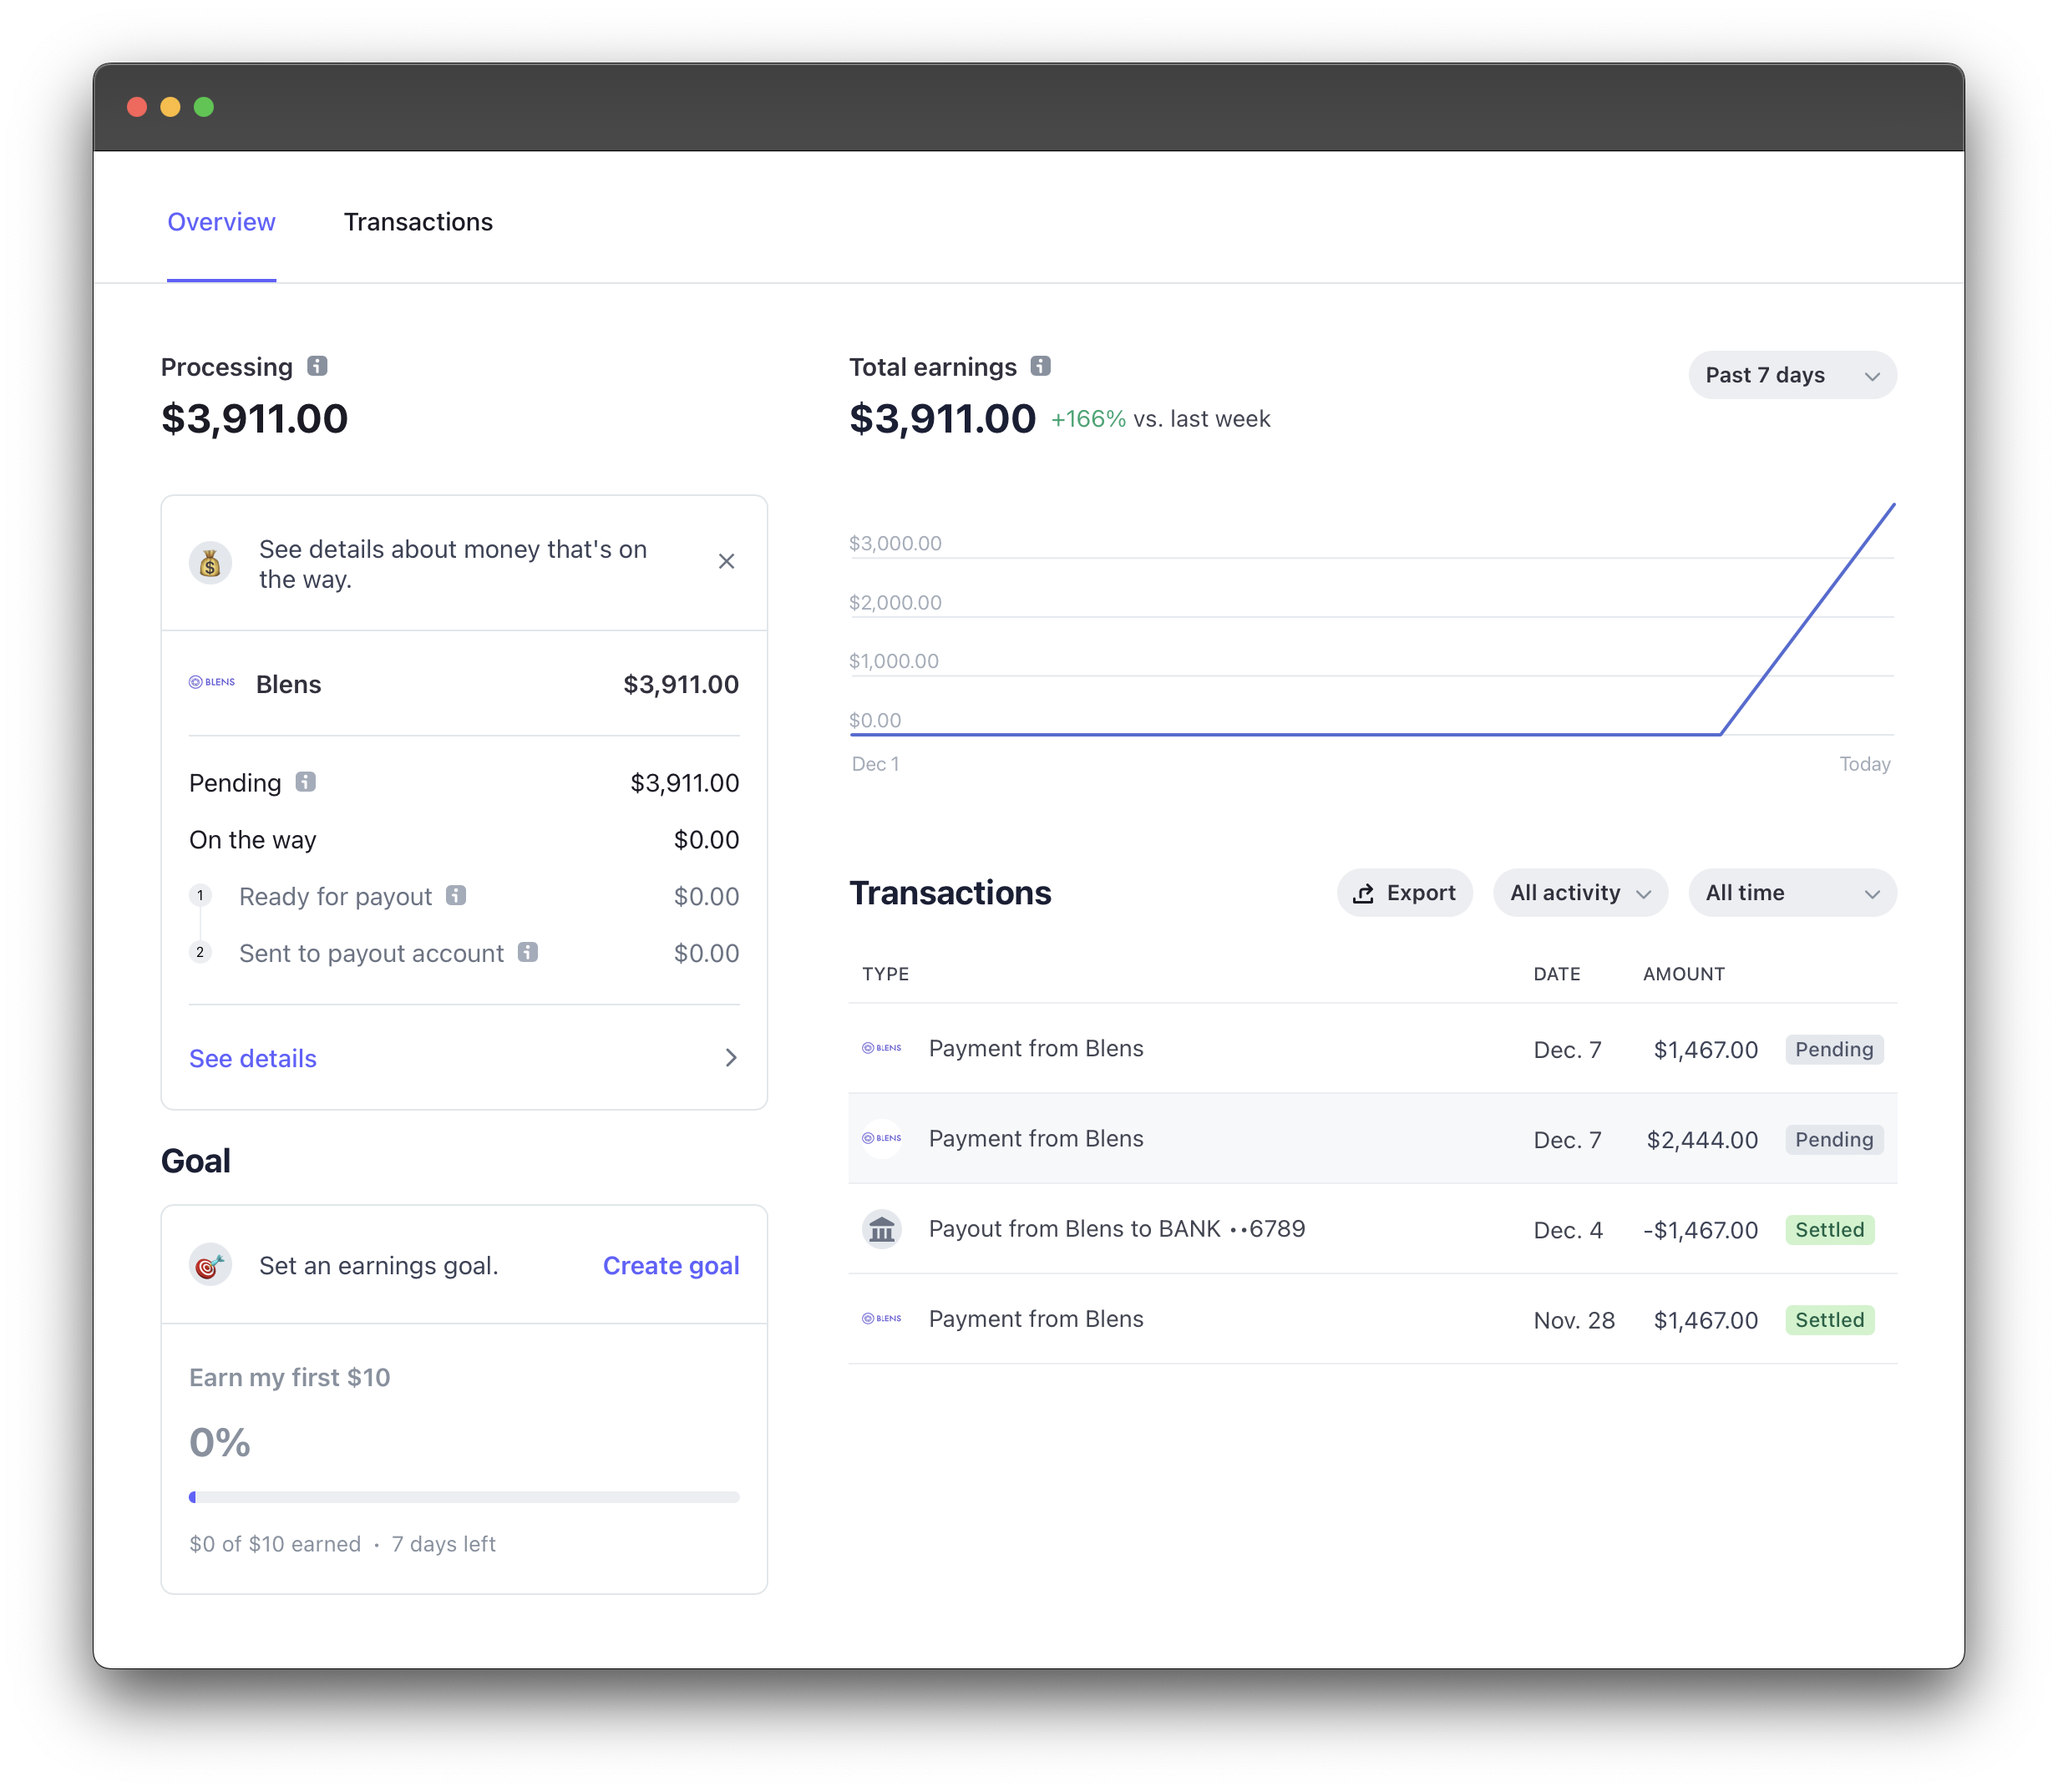 Overview Transactions
Processing
$3,911.00
See details about money that's on
the way.
BLENS Blens $3,911.00
Pending $3,911.00
On the way $0.00
1 Ready for payout $0.00
2 Sent to payout account $0.00
See details
Goal
Set an earnings goal. Create goal
Earn my first $10
0%
$0 of $10 earned · 7 days left
Total earnings
$3,911.00 +166% vs. last week
Past 7 days
$3,000.00
$2,000.00
$1,000.00
$0.00
Dec 1 Today
Transactions Export All activity All time
TYPE DATE AMOUNT
BLENS Payment from Blens Dec. 7 $1,467.00 Pending
BLENS Payment from Blens Dec. 7 $2,444.00 Pending
Payout from Blens to BANK ••6789 Dec. 4 -$1,467.00 Settled
BLENS Payment from Blens Nov. 28 $1,467.00 Settled